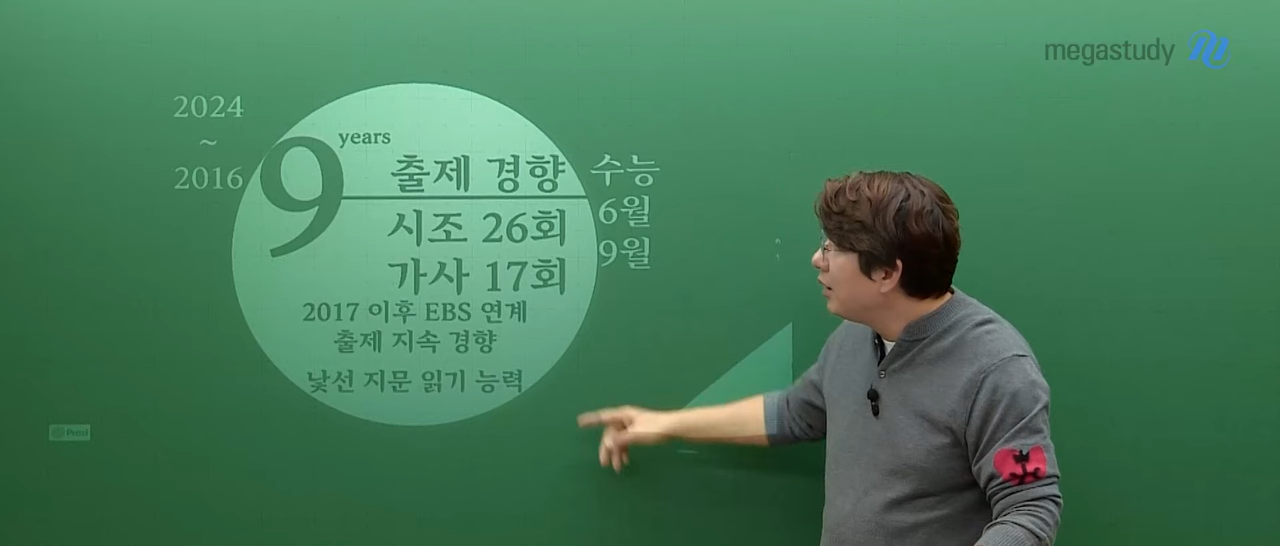 megastudy
2024
~
2016
9 years
출제 경향
시조 26회
가사 17회
2017 이후 EBS 연계
출제 지속 경향
낯선 지문 읽기 능력
수능
6월
9월
Prezi